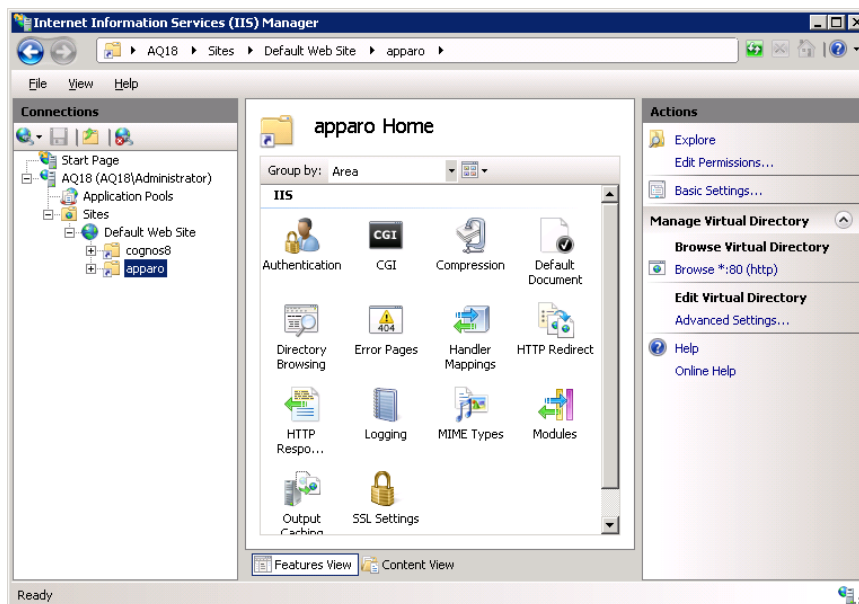 Internet Information Services (IIS) Manager
AQ18 Sites Default Web Site apparo
File View Help
Connections
Start Page
AQ18 (AQ18\Administrator)
Application Pools
Sites
Default Web Site
cognos8
apparo
apparo Home
Group by: Area
IIS
Authentication
CGI
Compression
Default
Document
Directory
Browsing
404
Error Pages
Handler
Mappings
HTTP Redirect
HTTP
Respo...
Logging
MIME Types
Modules
Output
Caching
SSL Settings
Features View
Content View
Actions
Explore
Edit Permissions...
Basic Settings...
Manage Virtual Directory
Browse Virtual Directory
Browse *:80 (http)
Edit Virtual Directory
Advanced Settings...
Help
Online Help
Ready